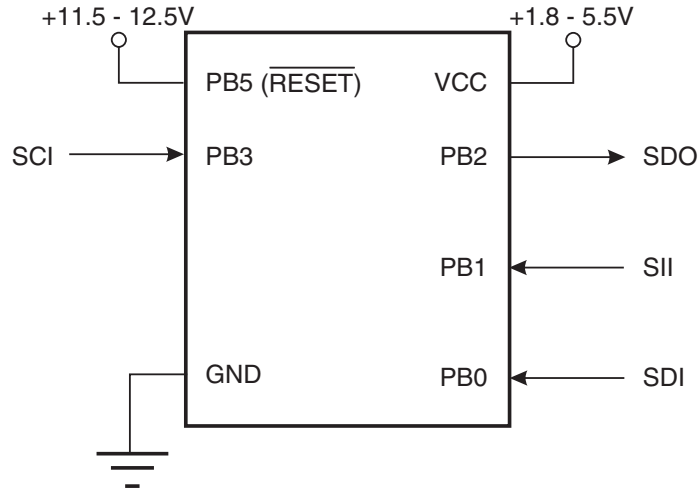 +11.5 - 12.5V
+1.8 - 5.5V
PB5 (RESET)
VCC
SCI
PB3
PB2
SDO
PB1
SII
GND
PB0
SDI